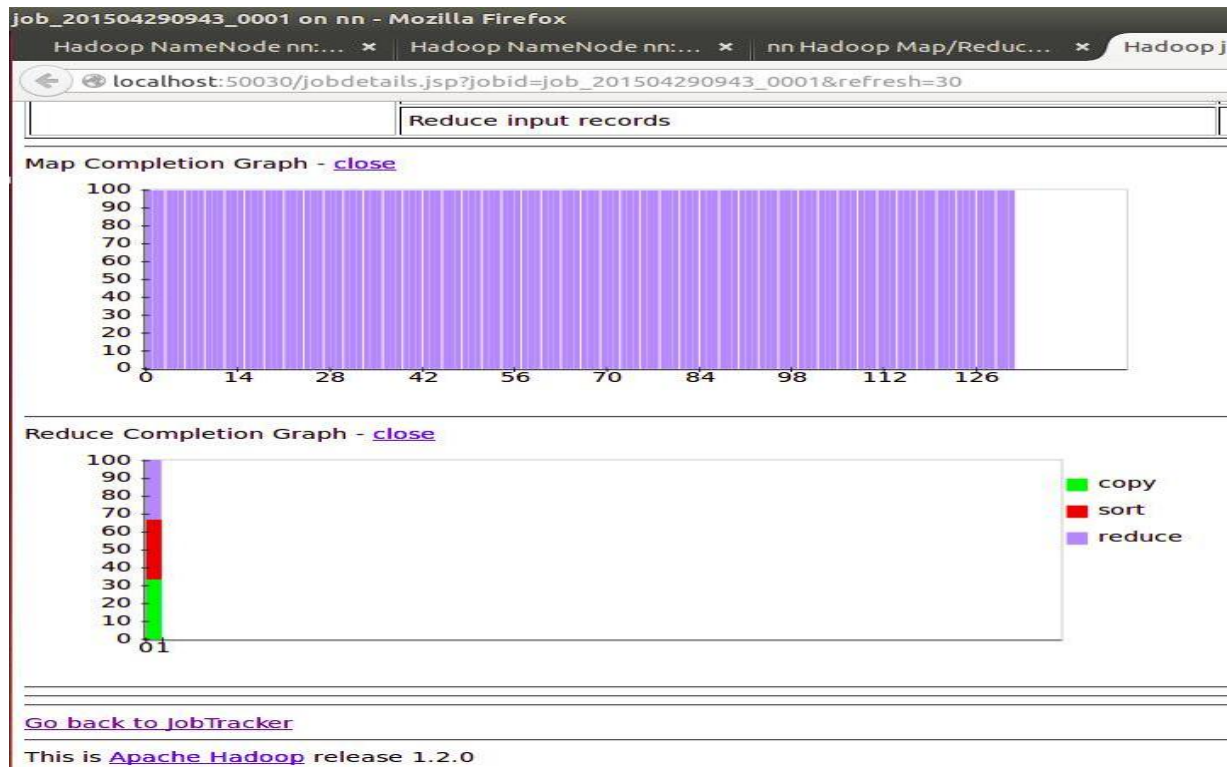 job_201504290943_0001 on nn - Mozilla Firefox
Hadoop NameNode nn:... × Hadoop NameNode nn:... × nn Hadoop Map/Reduc... × Hadoop j
localhost:50030/jobdetails.jsp?jobid=job_201504290943_0001&refresh=30
Reduce input records
Map Completion Graph - close
100
90
80
70
60
50
40
30
20
10
0
0 14 28 42 56 70 84 98 112 126
Reduce Completion Graph - close
100
90
80
70
60
50
40
30
20
10
0
0 1
copy
sort
reduce
Go back to JobTracker
This is Apache Hadoop release 1.2.0